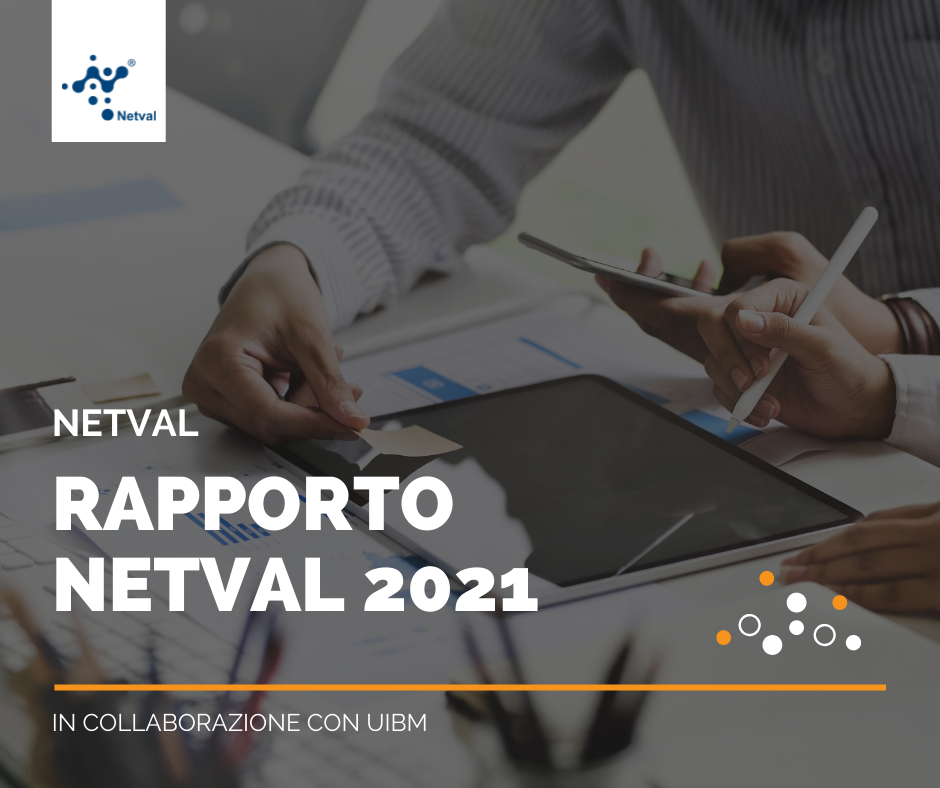 ®
Netval
NETVAL
RAPPORTO
NETVAL 2021
IN COLLABORAZIONE CON UIBM